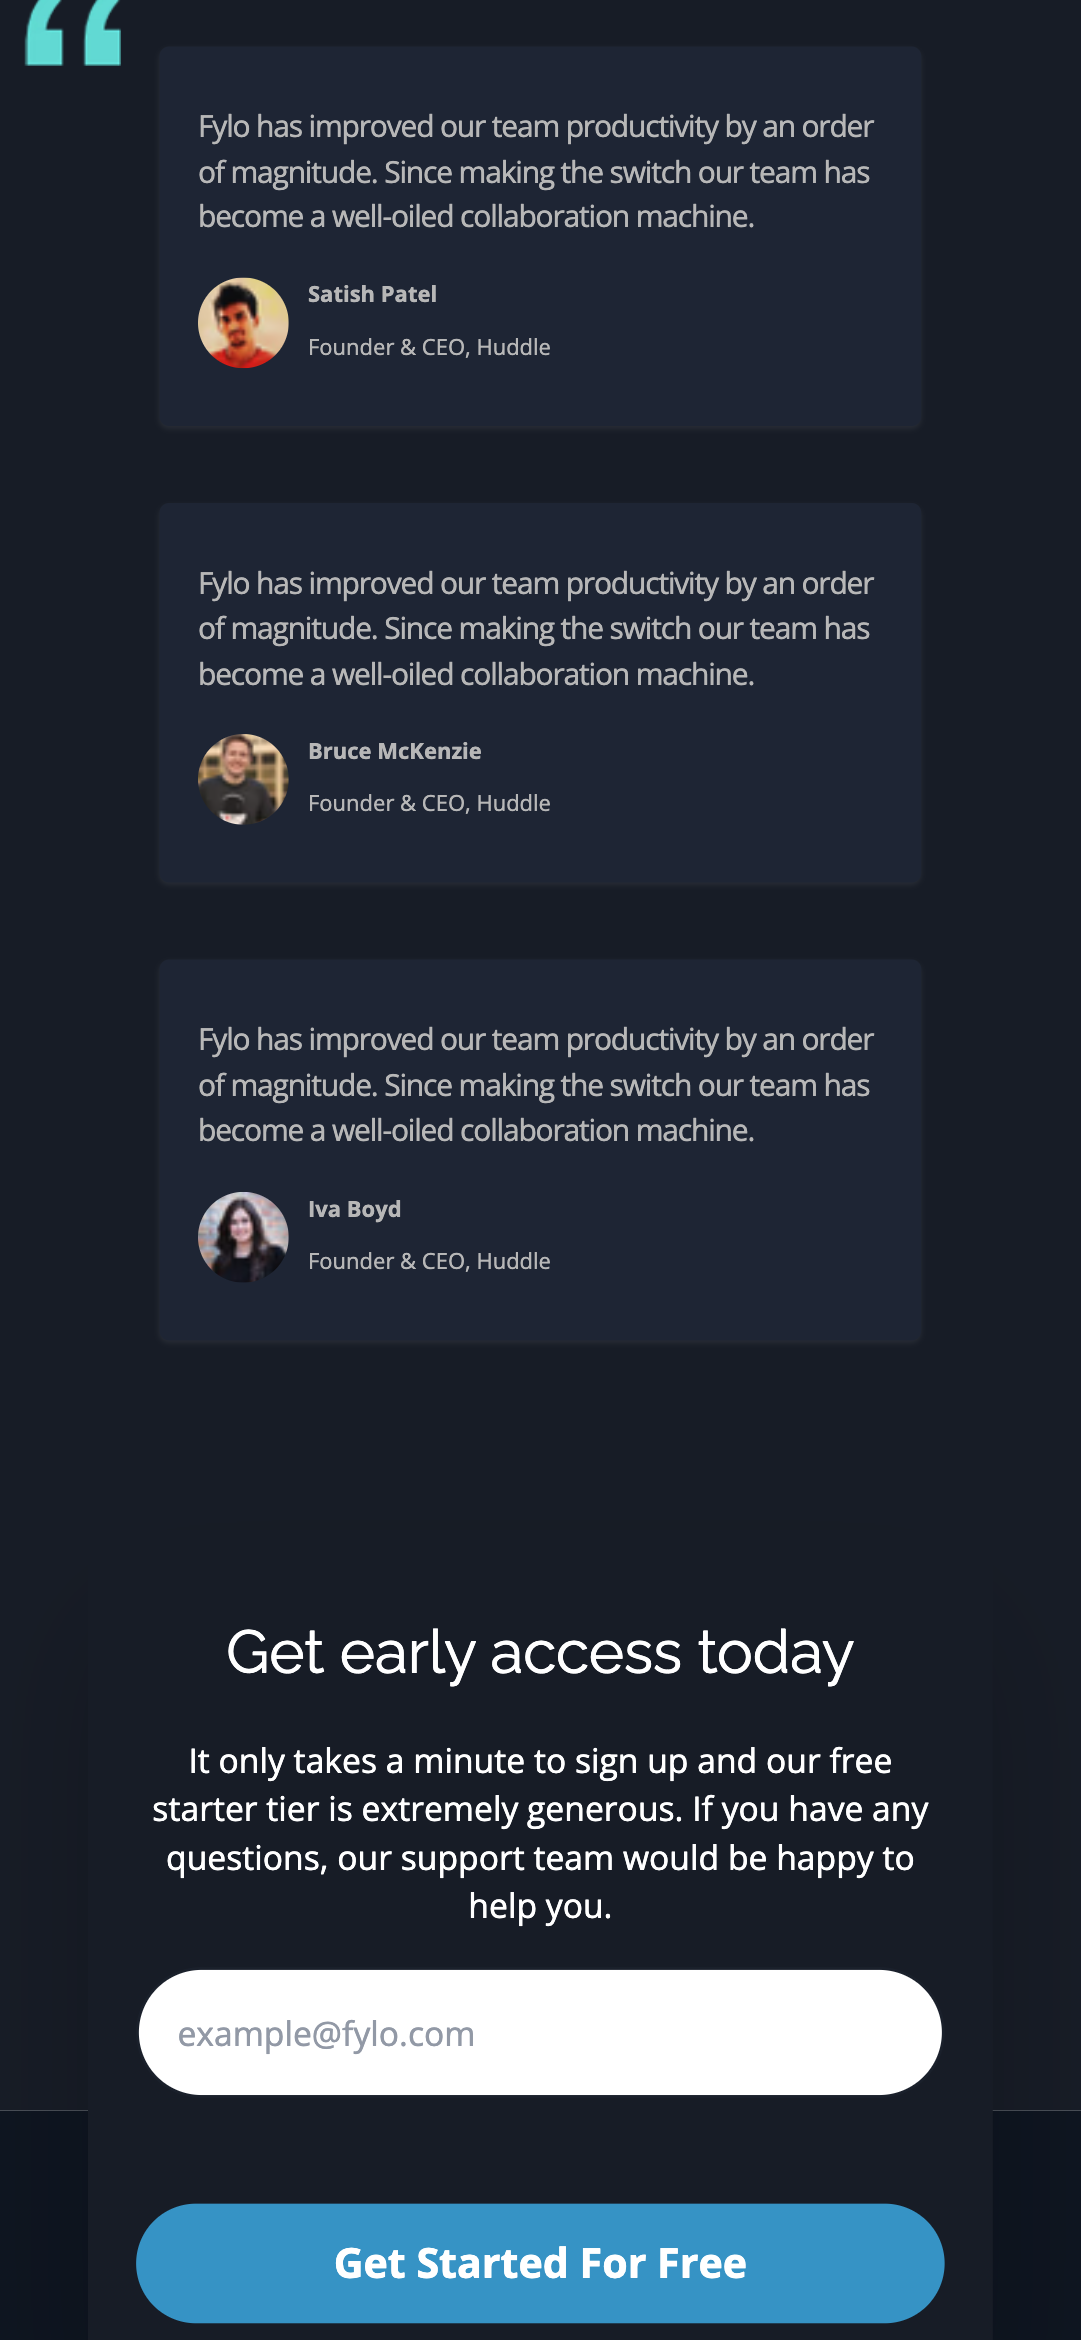 “
Fylo has improved our team productivity by an order
of magnitude. Since making the switch our team has
become a well-oiled collaboration machine.
Satish Patel
Founder & CEO, Huddle
Fylo has improved our team productivity by an order
of magnitude. Since making the switch our team has
become a well-oiled collaboration machine.
Bruce McKenzie
Founder & CEO, Huddle
Fylo has improved our team productivity by an order
of magnitude. Since making the switch our team has
become a well-oiled collaboration machine.
Iva Boyd
Founder & CEO, Huddle
Get early access today
It only takes a minute to sign up and our free
starter tier is extremely generous. If you have any
questions, our support team would be happy to
help you.
example@fylo.com
Get Started For Free